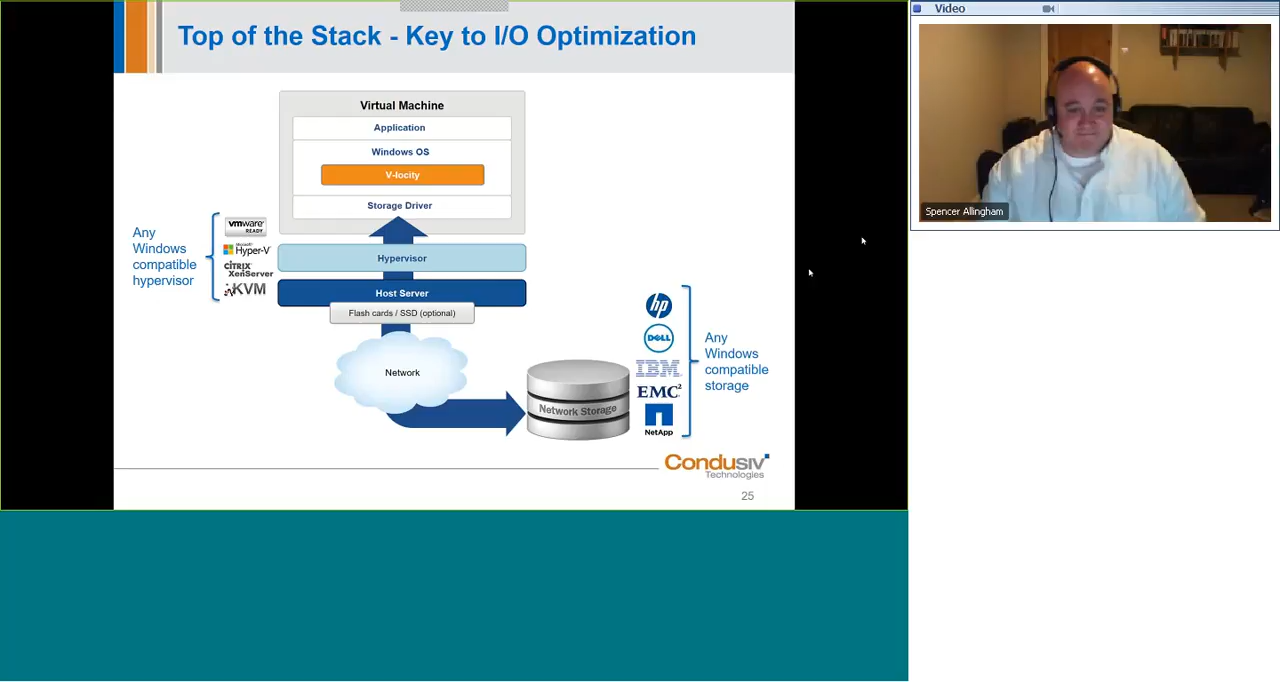 Top of the Stack - Key to I/O Optimization
Virtual Machine
Application
Windows OS
V-locity
Storage Driver
Any
Windows
compatible
hypervisor
vmware
READY
Microsoft
Hyper-V
CITRIX
XenServer
KVM
Hypervisor
Host Server
Flash cards / SSD (optional)
Network
Network Storage
hp
DELL
IBM
EMC²
NetApp
Any
Windows
compatible
storage
Condusiv
Technologies
25
Video
Spencer Allingham